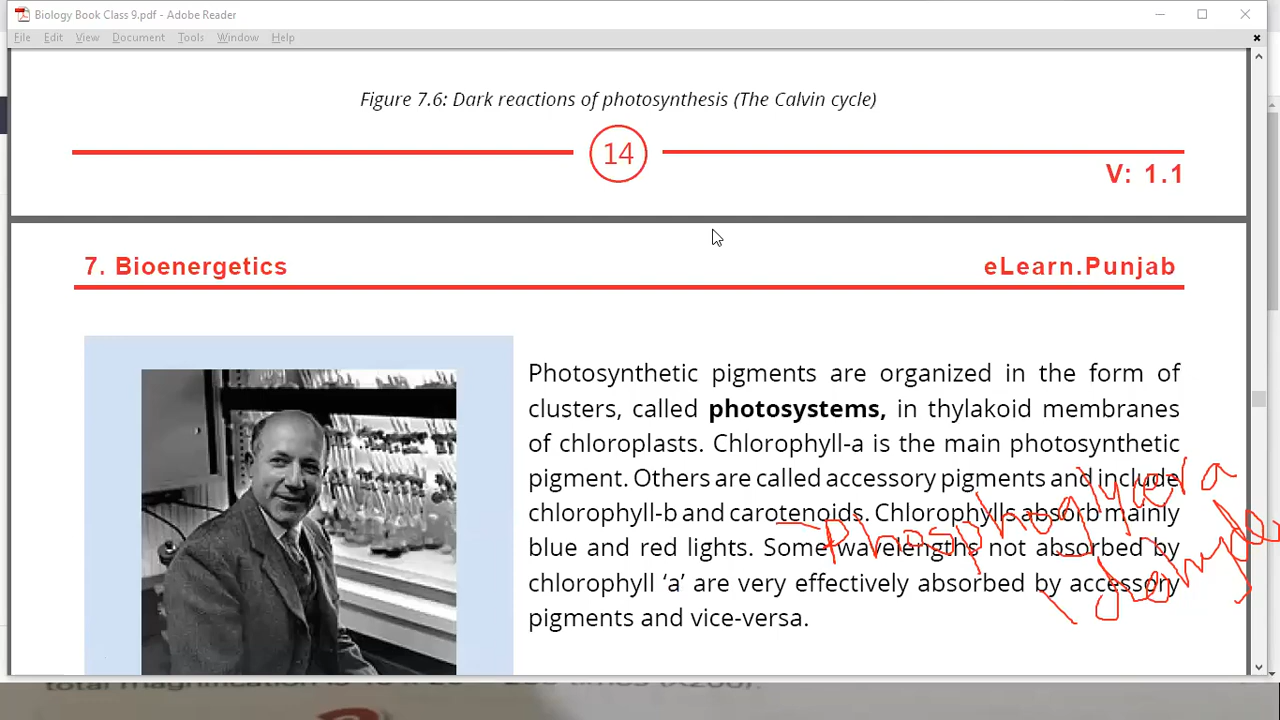 Biology Book Class 9.pdf - Adobe Reader
File Edit View Document Tools Window Help
Figure 7.6: Dark reactions of photosynthesis (The Calvin cycle)
14
V: 1.1
7. Bioenergetics
eLearn.Punjab
Photosynthetic pigments are organized in the form of
clusters, called photosystems, in thylakoid membranes
of chloroplasts. Chlorophyll-a is the main photosynthetic
pigment. Others are called accessory pigments and include
chlorophyll-b and carotenoids. Chlorophylls absorb mainly
blue and red lights. Some wavelengths not absorbed by
chlorophyll ‘a’ are very effectively absorbed by accessory
pigments and vice-versa.
Phosphoglycera